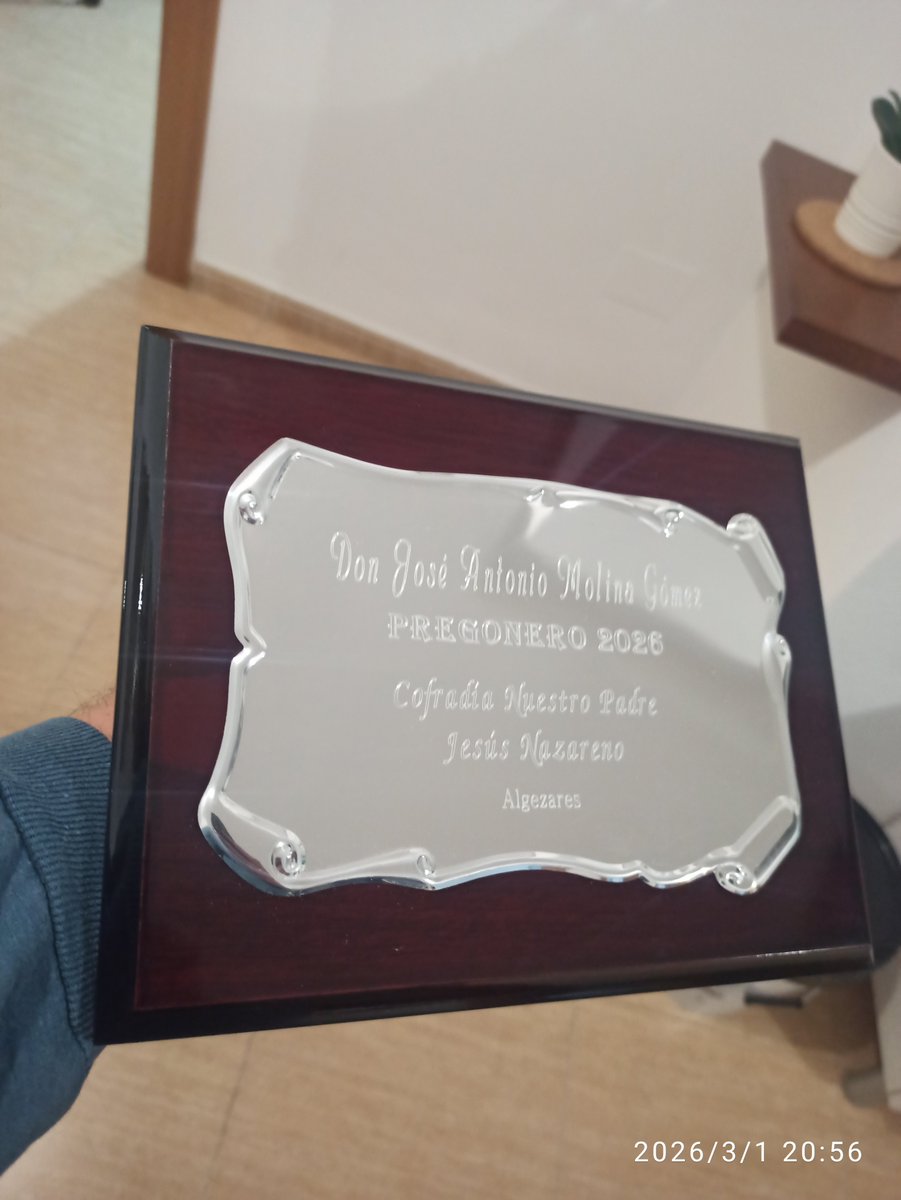 Don José Antonio Molina Gómez
PREGONERO 2026
Cofradía Nuestro Padre
Jesús Nazareno
Algezares
2026/3/1 20:56